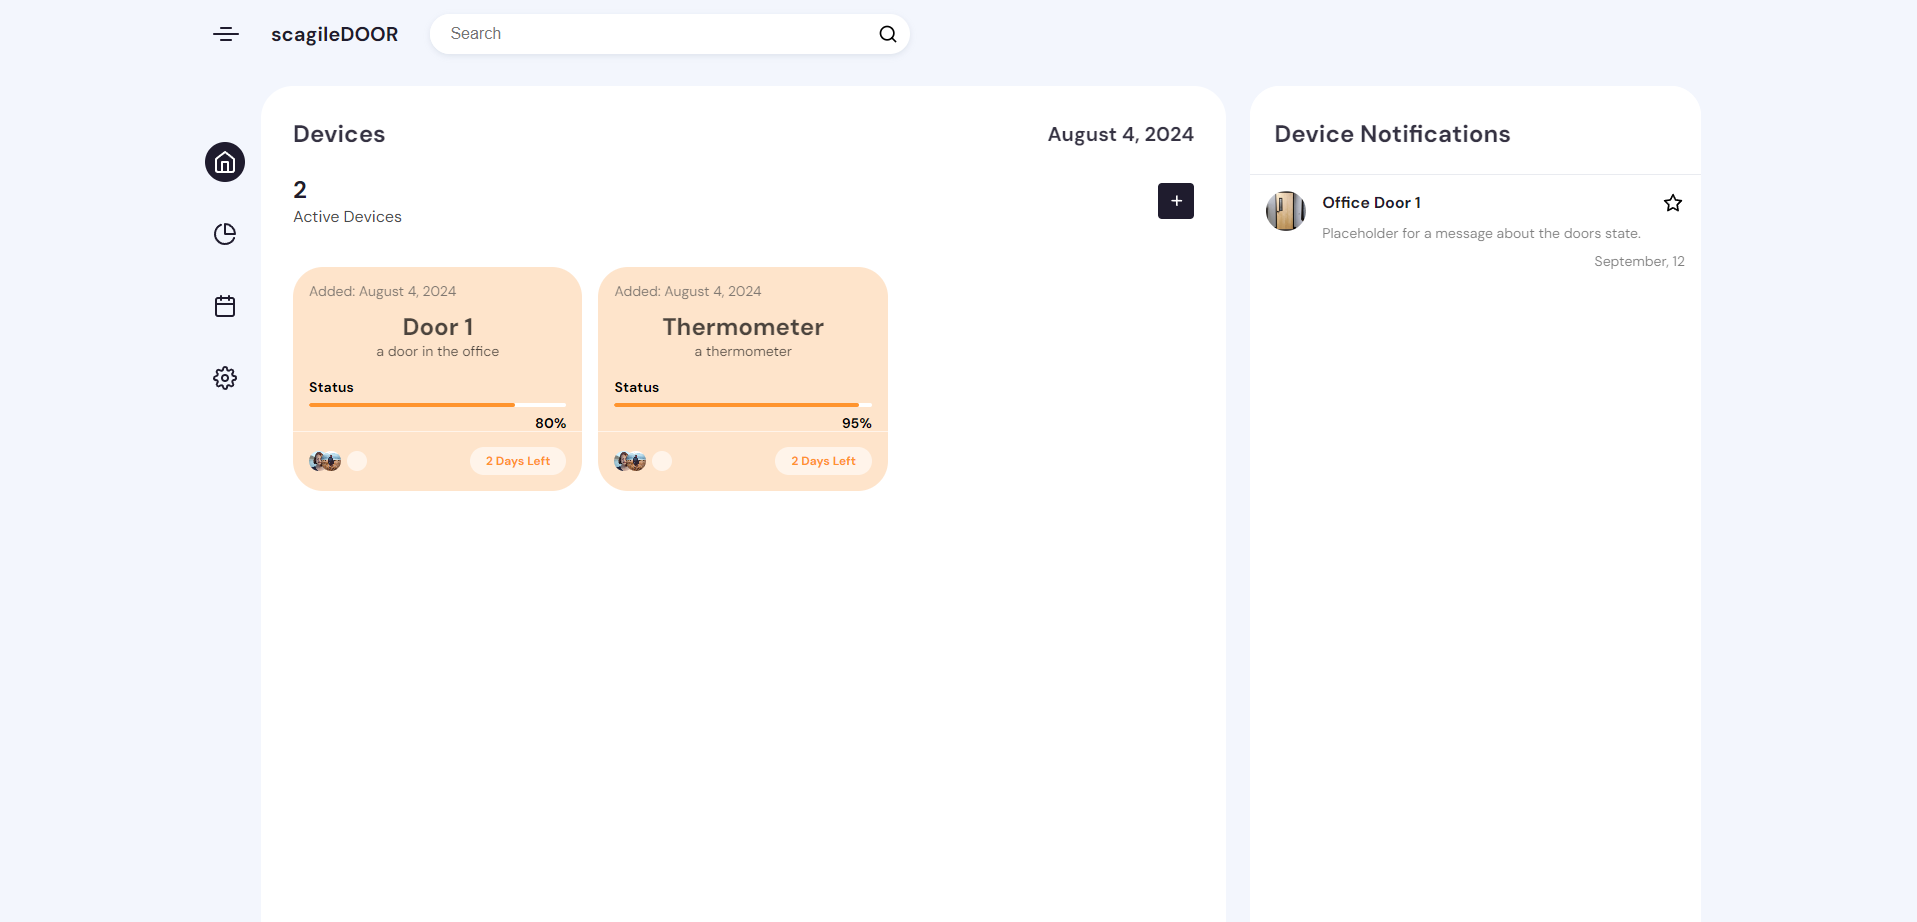 scagileDOOR
Search
Devices
August 4, 2024
2
Active Devices
+
Added: August 4, 2024
Door 1
a door in the office
Status
80%
2 Days Left
Added: August 4, 2024
Thermometer
a thermometer
Status
95%
2 Days Left
Device Notifications
Office Door 1
Placeholder for a message about the doors state.
September, 12